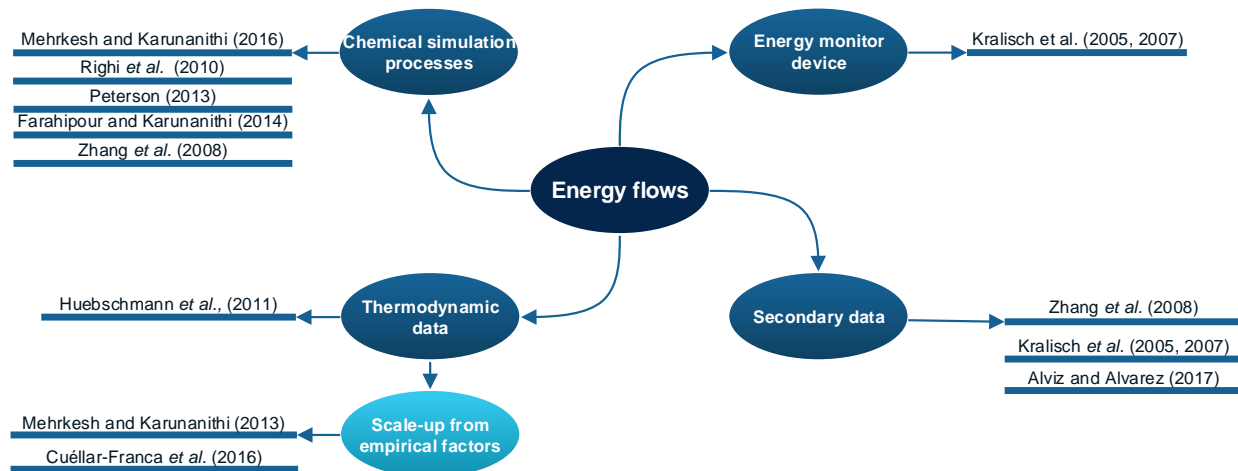 Mehrkesh and Karunanithi (2016)
Righi et al. (2010)
Peterson (2013)
Farahipour and Karunanithi (2014)
Zhang et al. (2008)
Chemical simulation
processes
Energy monitor
device
Kralisch et al. (2005, 2007)
Energy flows
Huebschmann et al., (2011)
Thermodynamic
data
Secondary data
Zhang et al. (2008)
Kralisch et al. (2005, 2007)
Alviz and Alvarez (2017)
Mehrkesh and Karunanithi (2013)
Cuéllar-Franca et al. (2016)
Scale-up from
empirical factors